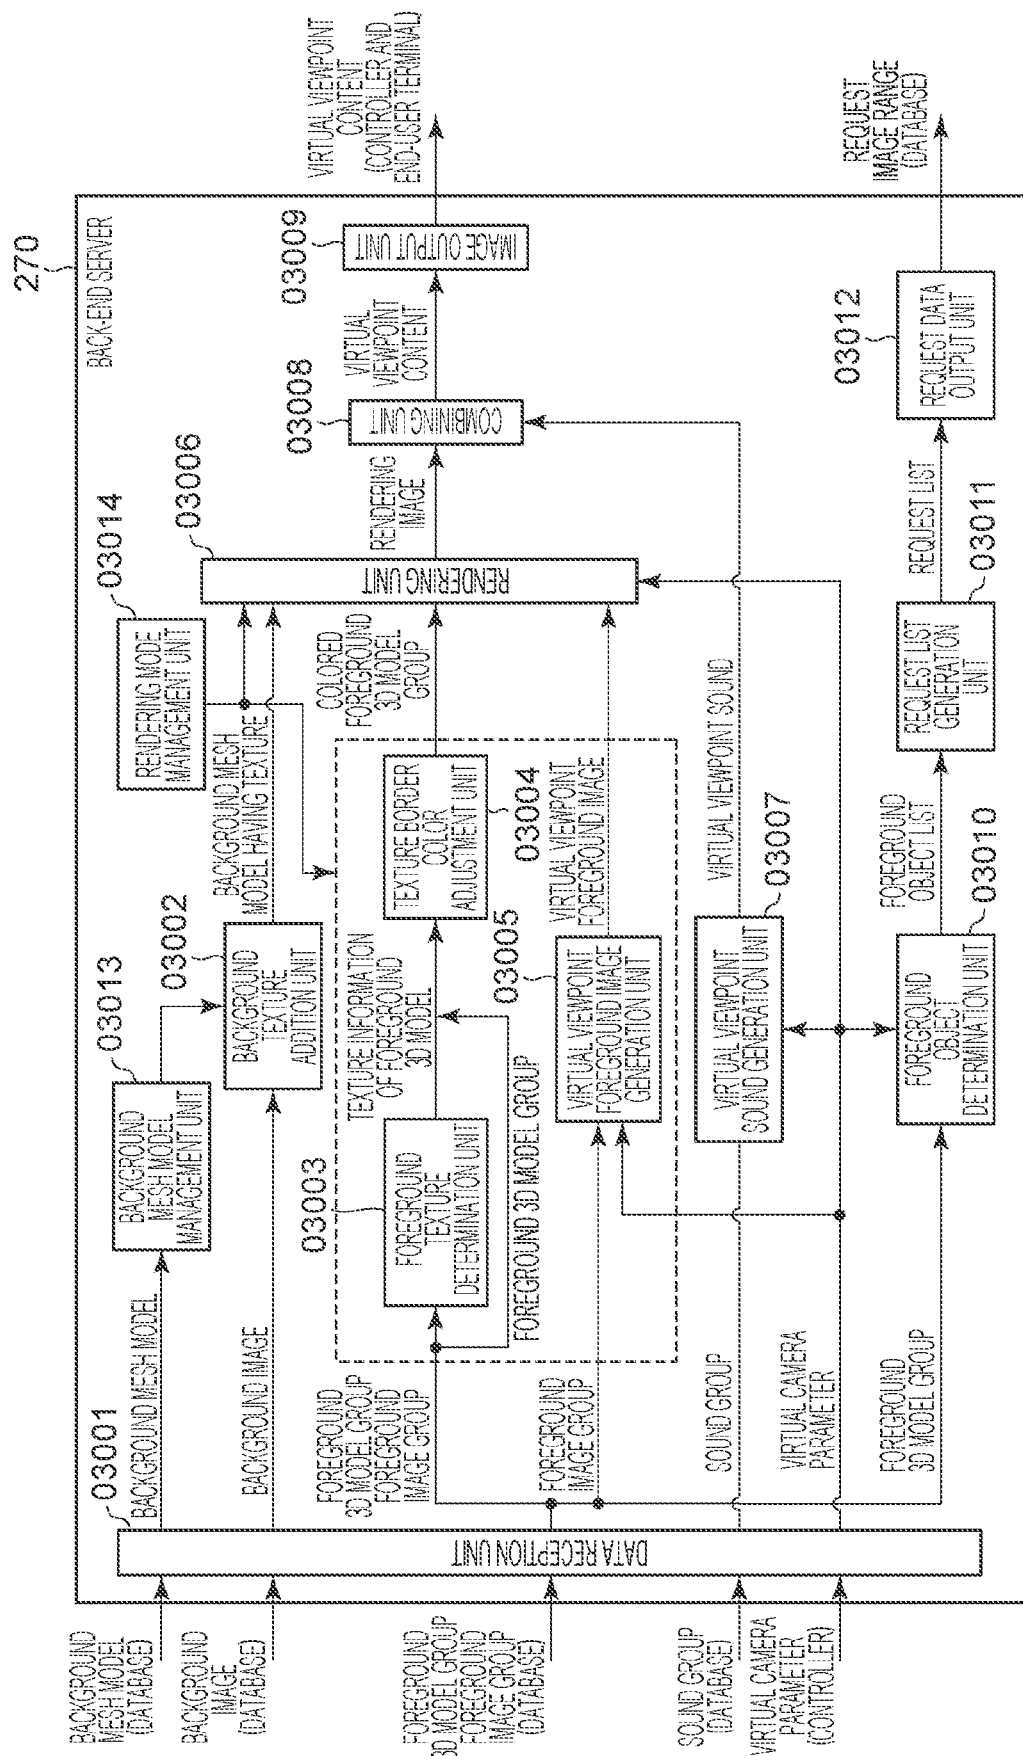 270
BACK-END SERVER
BACKGROUND
MESH MODEL
(DATABASE)
BACKGROUND
IMAGE
(DATABASE)
FOREGROUND
3D MODEL GROUP
FOREGROUND
IMAGE GROUP
(DATABASE)
SOUND GROUP
(DATABASE)
VIRTUAL CAMERA
PARAMETER
(CONTROLLER)
03001
DATA RECEPTION UNIT
BACKGROUND MESH MODEL
BACKGROUND IMAGE
FOREGROUND
3D MODEL GROUP
FOREGROUND
IMAGE GROUP
FOREGROUND
IMAGE GROUP
SOUND GROUP
VIRTUAL CAMERA
PARAMETER
FOREGROUND
3D MODEL GROUP
03013
BACKGROUND
MESH MODEL
MANAGEMENT UNIT
03002
BACKGROUND
TEXTURE
ADDITION UNIT
03003
FOREGROUND
TEXTURE
DETERMINATION UNIT
FOREGROUND 3D MODEL GROUP
TEXTURE INFORMATION
OF FOREGROUND
3D MODEL
03004
TEXTURE BORDER
COLOR
ADJUSTMENT UNIT
03005
VIRTUAL VIEWPOINT
FOREGROUND IMAGE
GENERATION UNIT
VIRTUAL VIEWPOINT
FOREGROUND IMAGE
03007
VIRTUAL VIEWPOINT
SOUND GENERATION UNIT
VIRTUAL VIEWPOINT SOUND
03010
FOREGROUND
OBJECT
DETERMINATION UNIT
FOREGROUND
OBJECT LIST
03014
RENDERING MODE
MANAGEMENT UNIT
BACKGROUND MESH
MODEL HAVING TEXTURE
COLORED
FOREGROUND
3D MODEL
GROUP
03006
RENDERING UNIT
RENDERING
IMAGE
03008
COMBINING UNIT
VIRTUAL
VIEWPOINT
CONTENT
03009
IMAGE OUTPUT UNIT
VIRTUAL VIEWPOINT
CONTENT
(CONTROLLER AND
END-USER TERMINAL)
03011
REQUEST LIST
GENERATION
UNIT
REQUEST LIST
03012
REQUEST DATA
OUTPUT UNIT
REQUEST
IMAGE RANGE
(DATABASE)